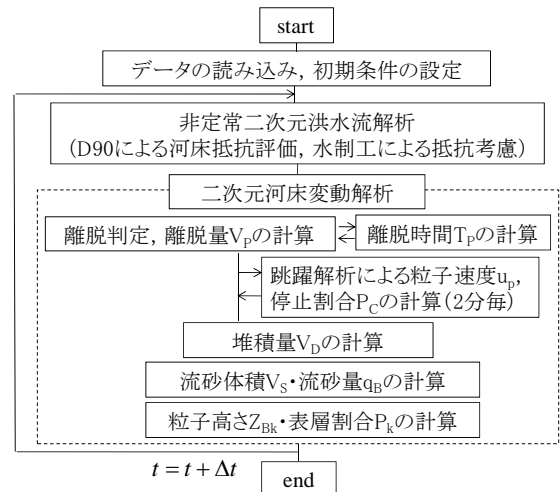 start
データの読み込み, 初期条件の設定
非定常二次元洪水流解析
(D90による河床抵抗評価, 水制工による抵抗考慮)
二次元河床変動解析
離脱判定, 離脱量VPの計算
離脱時間TPの計算
跳躍解析による粒子速度up,
停止割合PCの計算(2分毎)
堆積量VDの計算
流砂体積VS・流砂量qBの計算
粒子高さZBk・表層割合Pkの計算
t = t + Δt
end